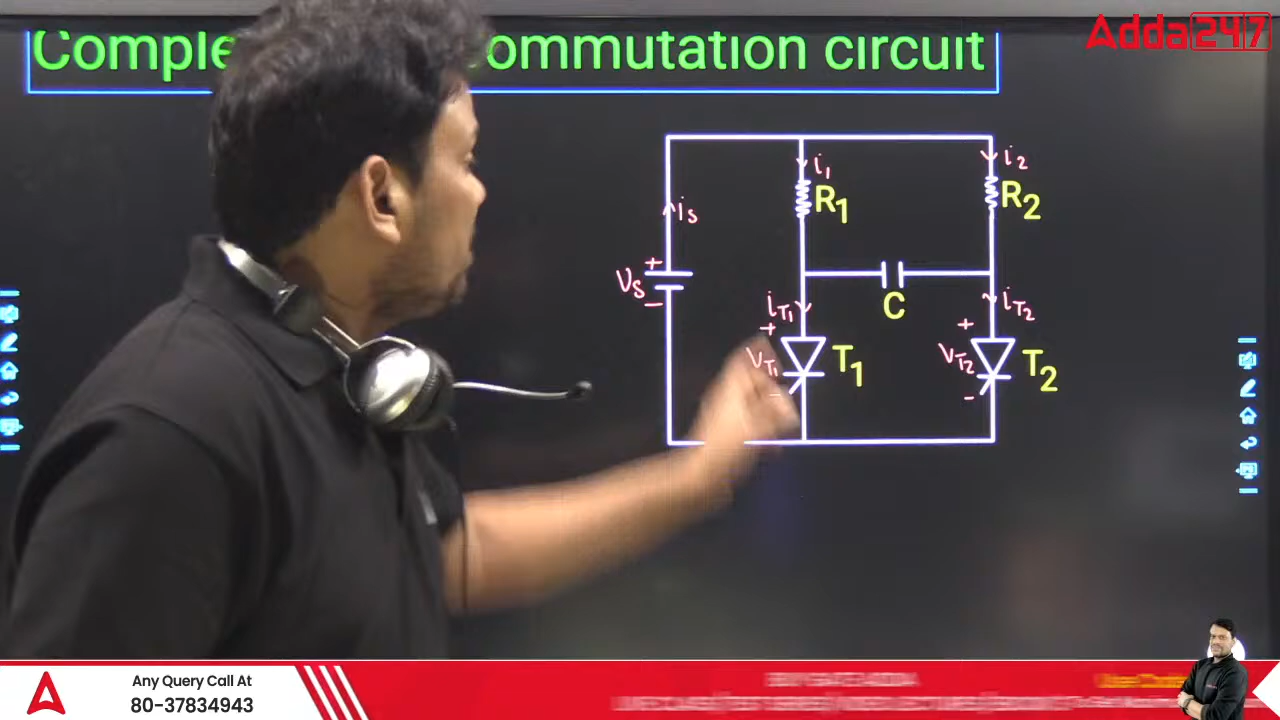 Adda247
Comple ommutation circuit
i1
i2
R1
R2
is
+
Vs
−
C
iT1
iT2
+
+
VT1
T1
VT2
T2
−
−
Any Query Call At
80-37834943